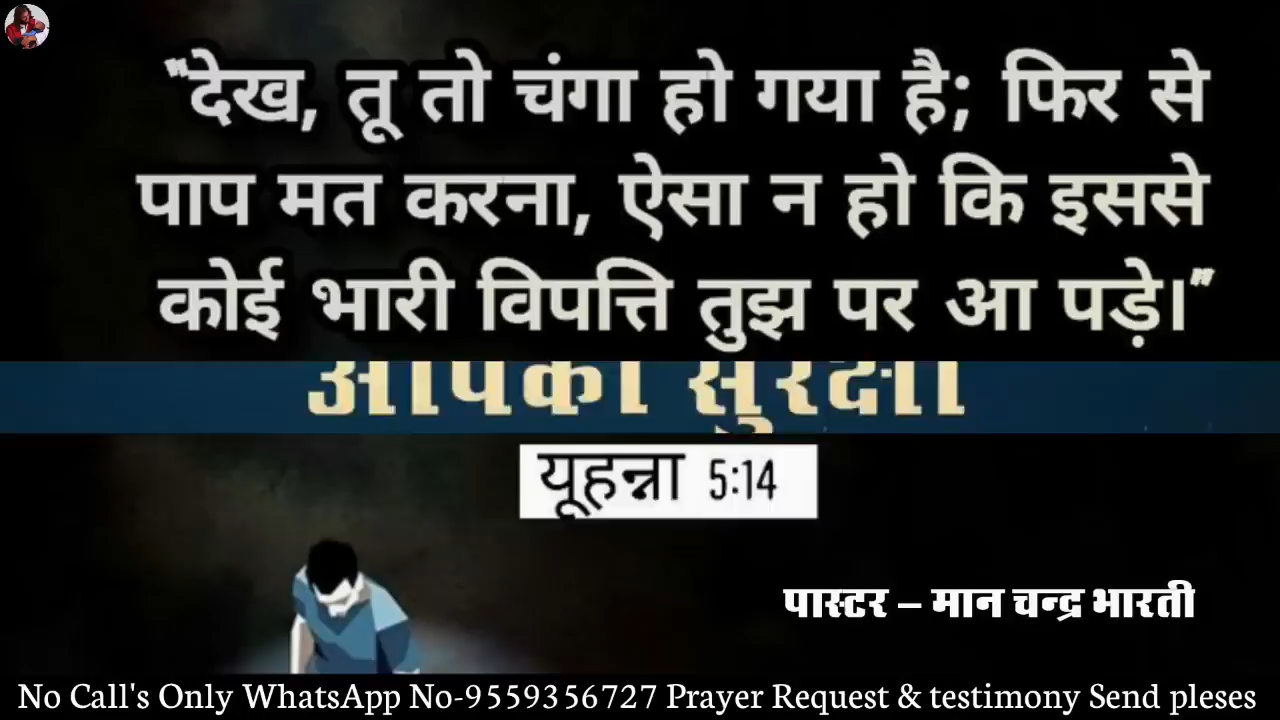 "देख, तू तो चंगा हो गया है; फिर से
पाप मत करना, ऐसा न हो कि इससे
कोई भारी विपत्ति तुझ पर आ पड़े।"
आपकी सुरक्षा
यूहन्ना 5:14
पास्टर – मान चन्द्र भारती
No Call's Only WhatsApp No-9559356727 Prayer Request & testimony Send pleses